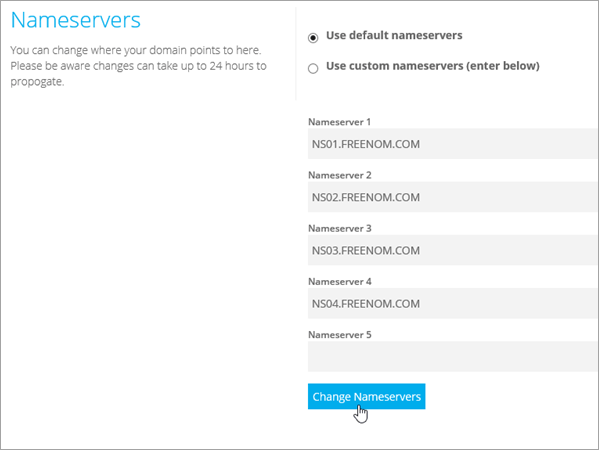 Nameservers
You can change where your domain points to here.
Please be aware changes can take up to 24 hours to
propogate.
Use default nameservers
Use custom nameservers (enter below)
Nameserver 1
NS01.FREENOM.COM
Nameserver 2
NS02.FREENOM.COM
Nameserver 3
NS03.FREENOM.COM
Nameserver 4
NS04.FREENOM.COM
Nameserver 5
Change Nameservers